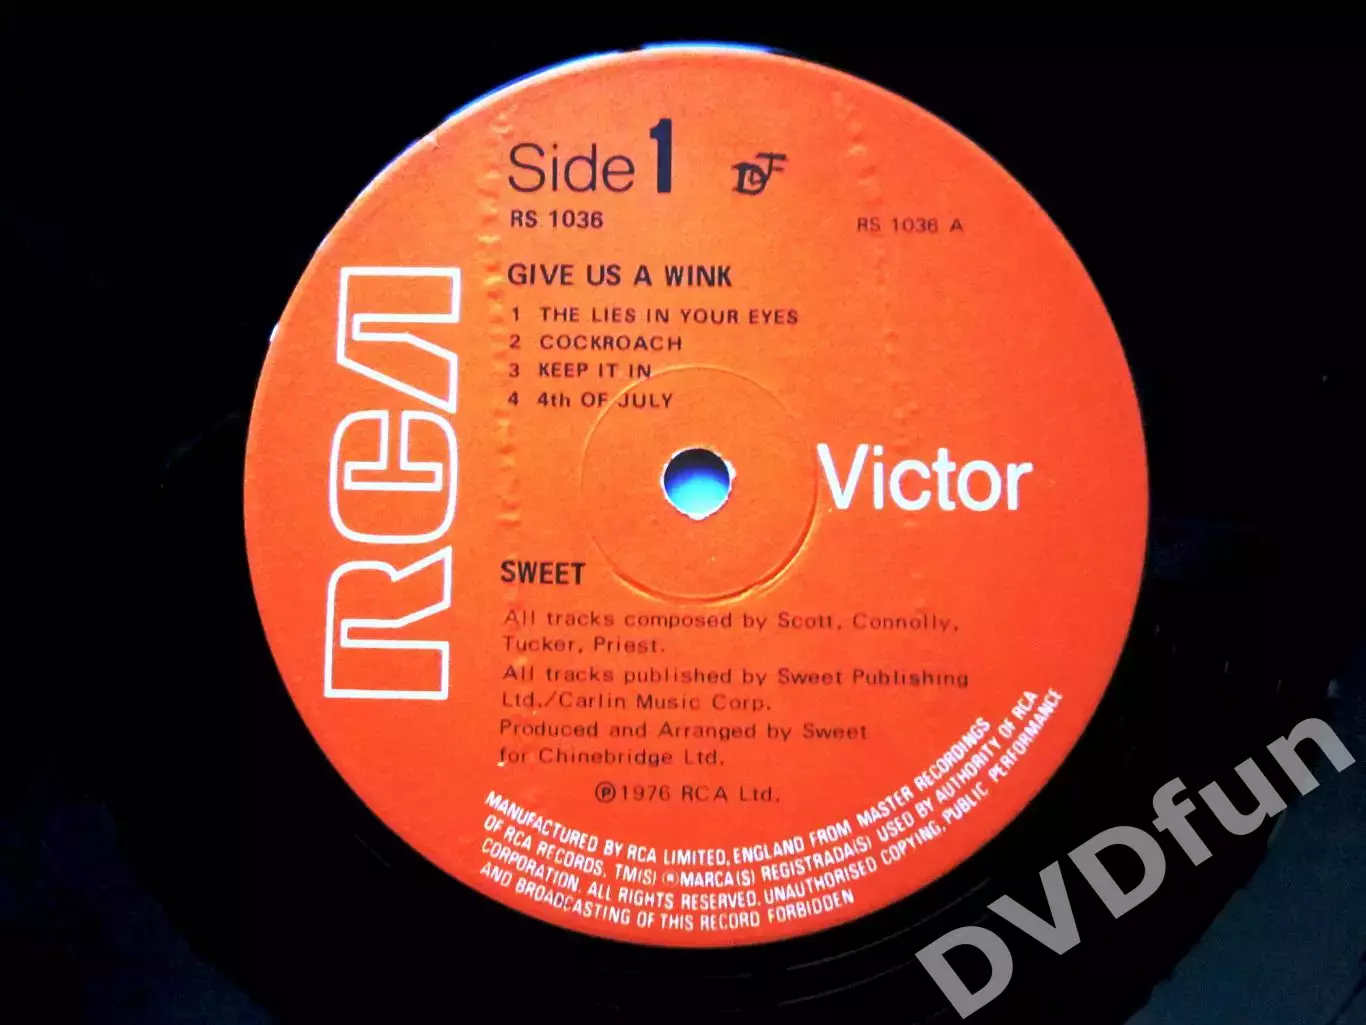 Side 1
RS 1036
RS 1036 A
GIVE US A WINK
1 THE LIES IN YOUR EYES
2 COCKROACH
3 KEEP IT IN
4 4th OF JULY
RCA
Victor
SWEET
All tracks composed by Scott, Connolly,
Tucker, Priest.
All tracks published by Sweet Publishing
Ltd./Carlin Music Corp.
Produced and Arranged by Sweet
for Chinebridge Ltd.
℗1976 RCA Ltd.
MANUFACTURED BY RCA LIMITED, ENGLAND FROM MASTER RECORDINGS
OF RCA RECORDS. TM(S) ® MARCA(S) REGISTRADA(S) USED BY AUTHORITY OF RCA
CORPORATION. ALL RIGHTS RESERVED. UNAUTHORISED COPYING, PUBLIC PERFORMANCE
AND BROADCASTING OF THIS RECORD FORBIDDEN
DVDfun